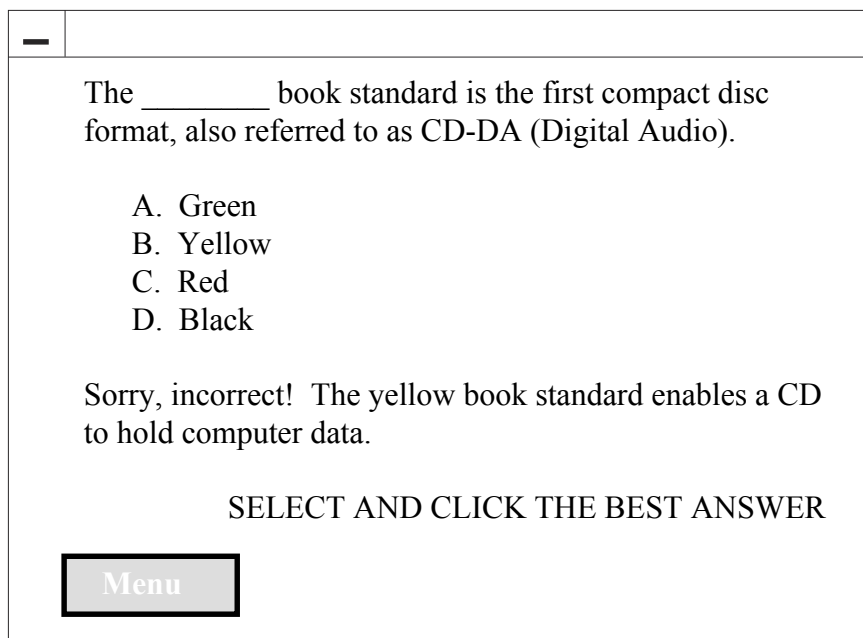 The ________ book standard is the first compact disc
format, also referred to as CD-DA (Digital Audio).
A. Green
B. Yellow
C. Red
D. Black
Sorry, incorrect! The yellow book standard enables a CD
to hold computer data.
SELECT AND CLICK THE BEST ANSWER
Menu